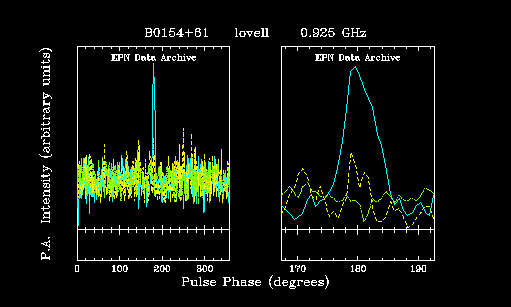 B0154+61 lovell 0.925 GHz
EPN Data Archive EPN Data Archive
P.A. Intensity (arbitrary units)
0 100 200 300 170 180 190
Pulse Phase (degrees)